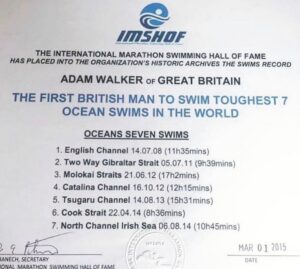 IMSHOF
THE INTERNATIONAL MARATHON SWIMMING HALL OF FAME
HAS PLACED INTO THE ORGANIZATION'S HISTORIC ARCHIVES THE SWIMS RECORD
ADAM WALKER OF GREAT BRITAIN
THE FIRST BRITISH MAN TO SWIM TOUGHEST 7
OCEAN SWIMS IN THE WORLD
OCEANS SEVEN SWIMS
1. English Channel 14.07.08 (11h35mins)
2. Two Way Gibraltar Strait 05.07.11 (9h39mins)
3. Molokai Straits 21.06.12 (17h2mins)
4. Catalina Channel 16.10.12 (12h15mins)
5. Tsugaru Channel 14.08.13 (15h31mins)
6. Cook Strait 22.04.14 (8h36mins)
7. North Channel Irish Sea 06.08.14 (10h45mins)
MAR 01 2015
SECRETARY
MARATHON SWIMMING HALL OF FAME